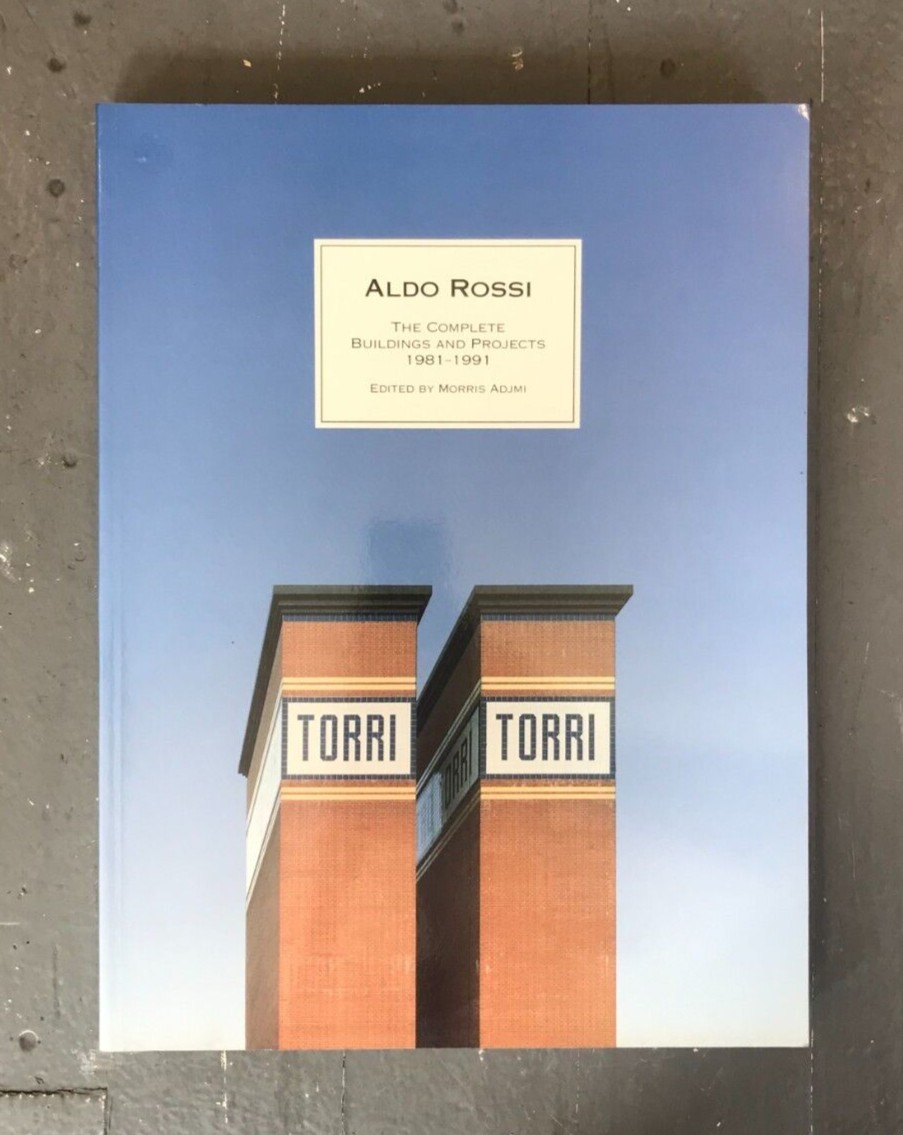 ALDO ROSSI
THE COMPLETE
BUILDINGS AND PROJECTS
1981–1991
EDITED BY MORRIS ADJMI
TORRI
TORRI